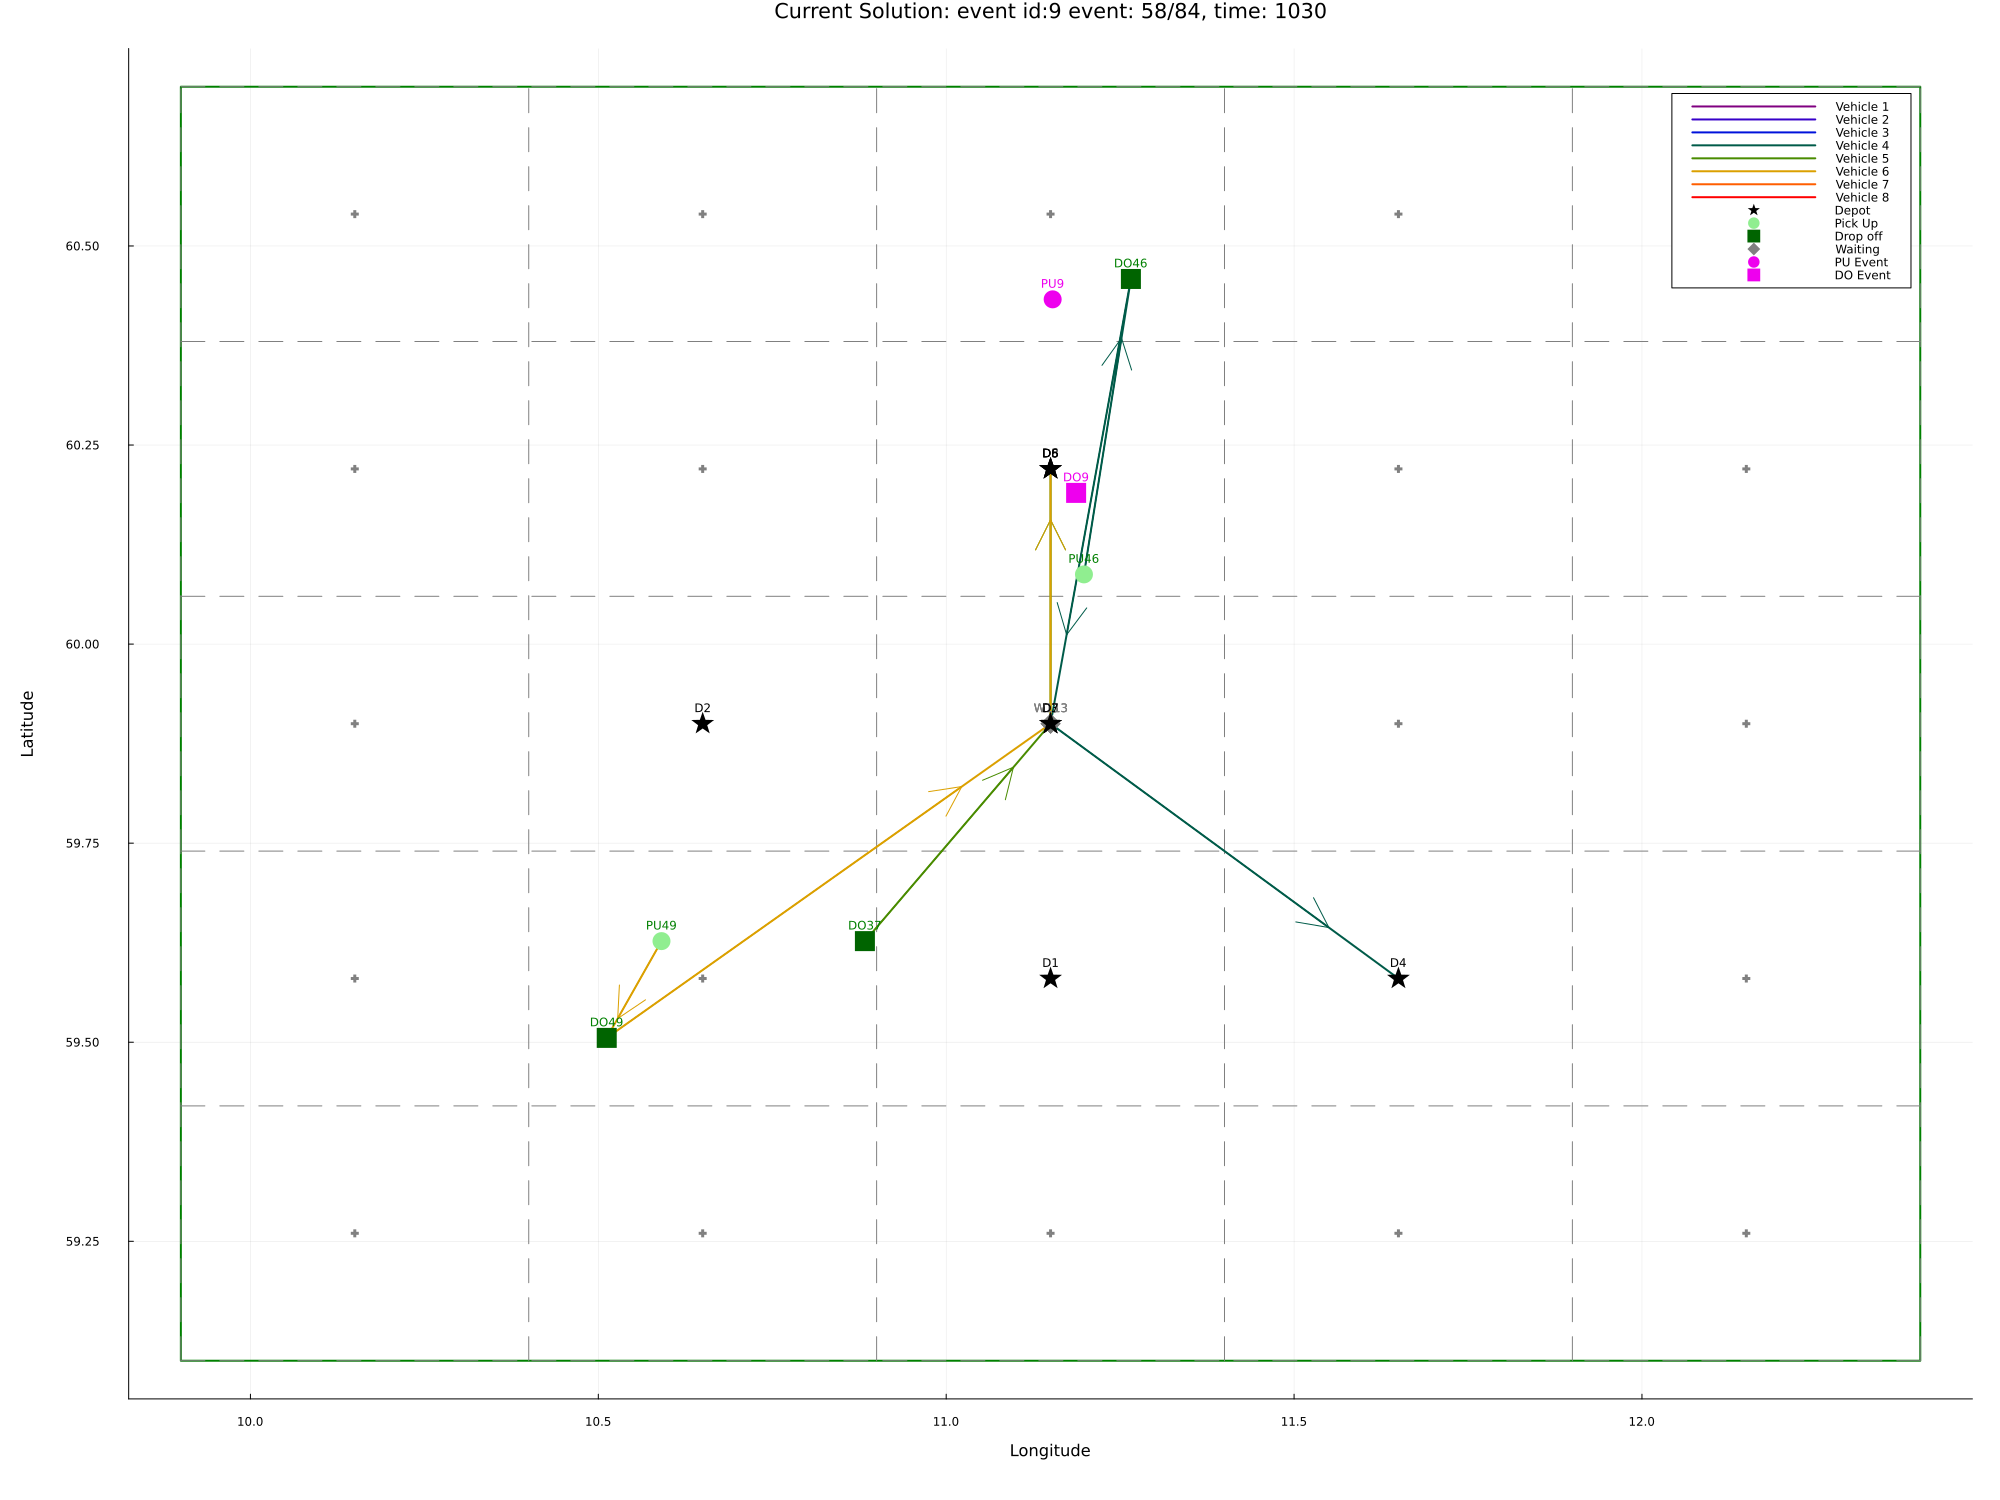 Current Solution: event id:9 event: 58/84, time: 1030
Vehicle 1
Vehicle 2
Vehicle 3
Vehicle 4
Vehicle 5
Vehicle 6
Vehicle 7
Vehicle 8
Depot
Pick Up
Drop off
Waiting
PU Event
DO Event
60.50
60.25
60.00
59.75
59.50
59.25
Latitude
DO46
PU9
DO9
PU46
D2
PU49
DO37
D1
D4
DO49
10.0
10.5
11.0
11.5
12.0
Longitude